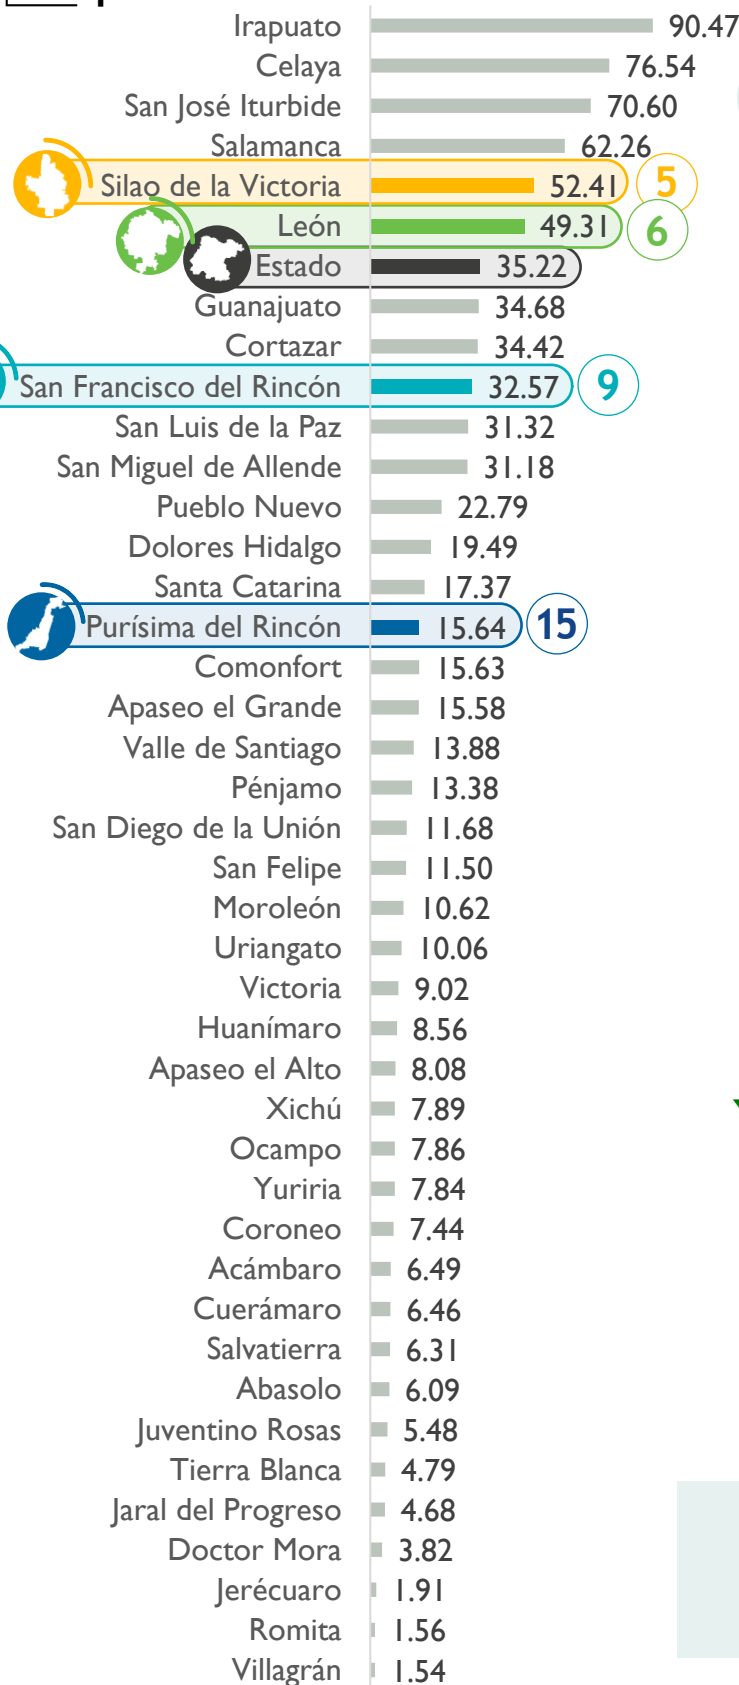 Irapuato 90.47
Celaya 76.54
San José Iturbide 70.60
Salamanca 62.26
Silao de la Victoria 52.41 5
León 49.31 6
Estado 35.22
Guanajuato 34.68
Cortazar 34.42
San Francisco del Rincón 32.57 9
San Luis de la Paz 31.32
San Miguel de Allende 31.18
Pueblo Nuevo 22.79
Dolores Hidalgo 19.49
Santa Catarina 17.37
Purísima del Rincón 15.64 15
Comonfort 15.63
Apaseo el Grande 15.58
Valle de Santiago 13.88
Pénjamo 13.38
San Diego de la Unión 11.68
San Felipe 11.50
Moroleón 10.62
Uriangato 10.06
Victoria 9.02
Huanímaro 8.56
Apaseo el Alto 8.08
Xichú 7.89
Ocampo 7.86
Yuriria 7.84
Coroneo 7.44
Acámbaro 6.49
Cuerámaro 6.46
Salvatierra 6.31
Abasolo 6.09
Juventino Rosas 5.48
Tierra Blanca 4.79
Jaral del Progreso 4.68
Doctor Mora 3.82
Jerécuaro 1.91
Romita 1.56
Villagrán 1.54